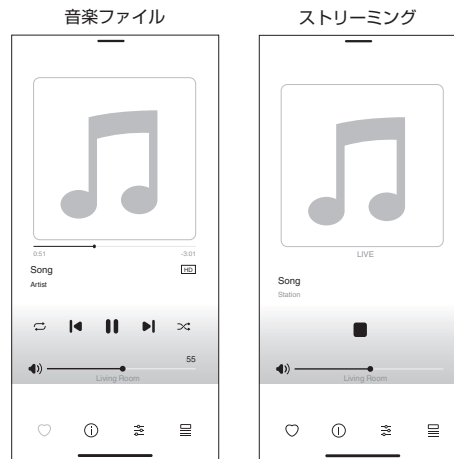 音楽ファイル
0:51 -3:01
Song HD
Artist
55
Living Room
ストリーミング
LIVE
Song
Station
Living Room